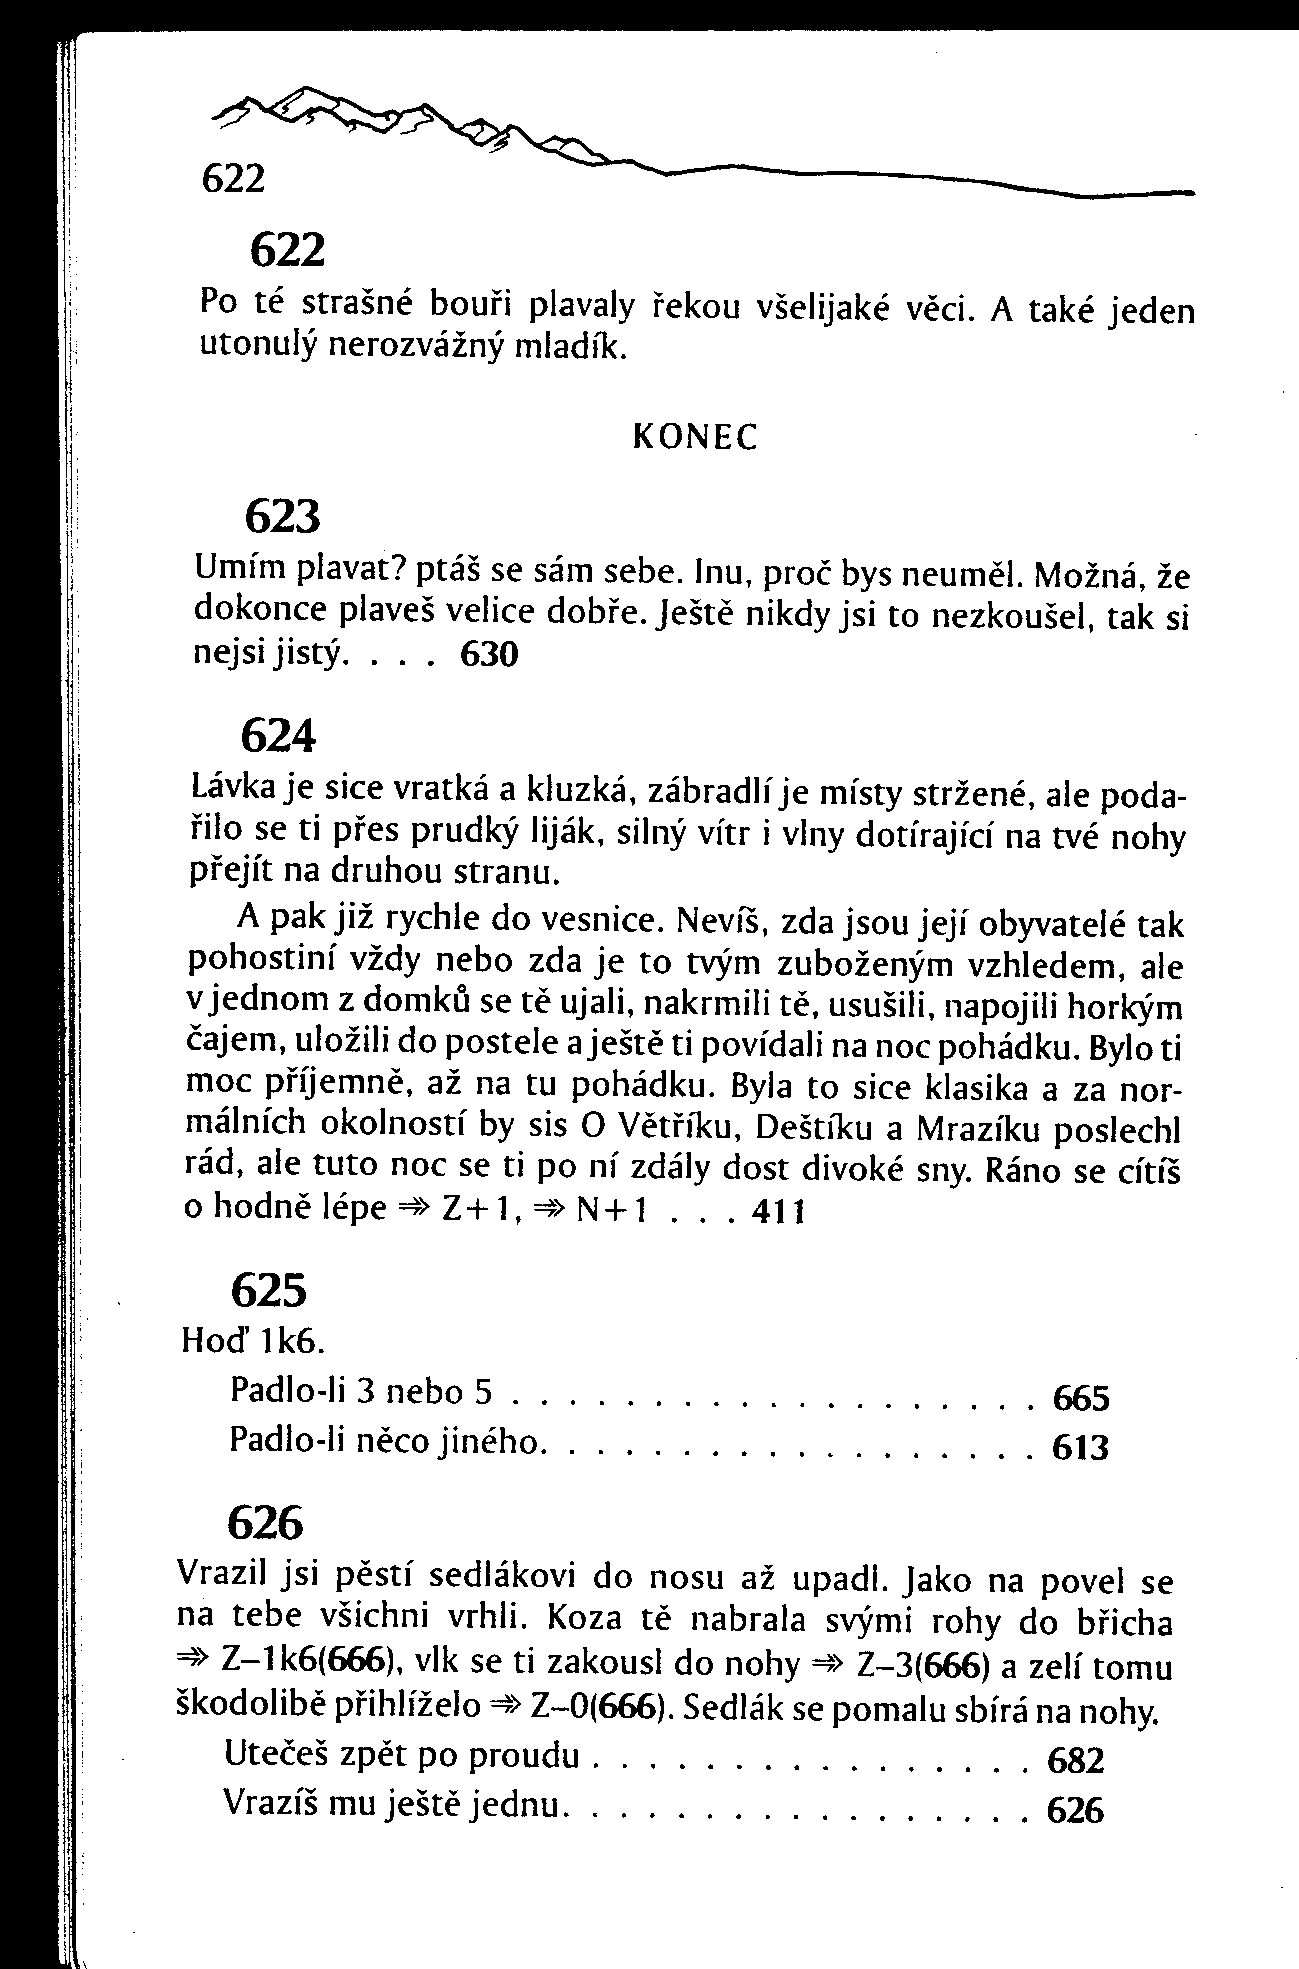 622
622
Po té strašné bouři plavaly řekou všelijaké věci. A také jeden
utonulý nerozvážný mladík.
KONEC
623
Umím plavat? ptáš se sám sebe. Inu, proč bys neuměl. Možná, že
dokonce plaveš velice dobře. Ještě nikdy jsi to nezkoušel, tak si
nejsi jistý. . . . 630
624
Lávka je sice vratká a kluzká, zábradlí je místy stržené, ale poda-
řilo se ti přes prudký liják, silný vítr i vlny dotírající na tvé nohy
přejít na druhou stranu.
A pak již rychle do vesnice. Nevíš, zda jsou její obyvatelé tak
pohostiní vždy nebo zda je to tvým zuboženým vzhledem, ale
v jednom z domků se tě ujali, nakrmili tě, usušili, napojili horkým
čajem, uložili do postele a ještě ti povídali na noc pohádku. Bylo ti
moc příjemně, až na tu pohádku. Byla to sice klasika a za nor-
málních okolností by sis O Větříku, Deštíku a Mrazíku poslechl
rád, ale tuto noc se ti po ní zdály dost divoké sny. Ráno se cítíš
o hodně lépe ⇒ Z+1, ⇒ N+1 . . . 411
625
Hoď 1k6.
Padlo-li 3 nebo 5 . . . . . . . . . . . . . . . . . . . 665
Padlo-li něco jiného. . . . . . . . . . . . . . . . . . 613
626
Vrazil jsi pěstí sedlákovi do nosu až upadl. Jako na povel se
na tebe všichni vrhli. Koza tě nabrala svými rohy do břicha
⇒ Z–1k6(666), vlk se ti zakousl do nohy ⇒ Z–3(666) a zelí tomu
škodolibě přihlíželo ⇒ Z–0(666). Sedlák se pomalu sbírá na nohy.
Utečeš zpět po proudu . . . . . . . . . . . . . . . . 682
Vrazíš mu ještě jednu. . . . . . . . . . . . . . . . . 626